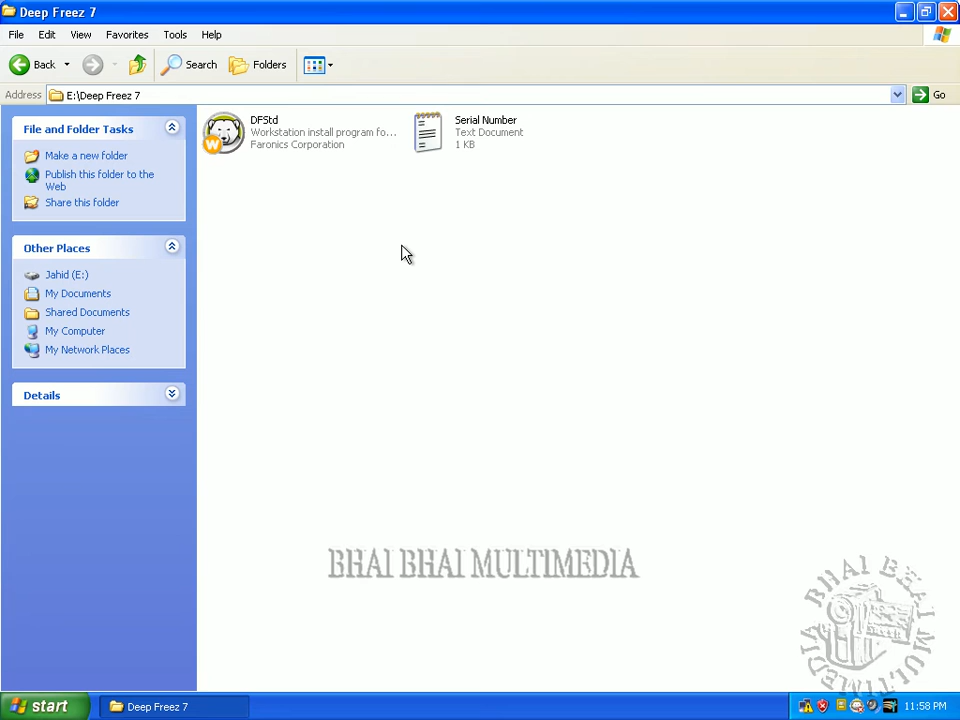 Deep Freez 7
File Edit View Favorites Tools Help
Back Search Folders
Address E:\Deep Freez 7 Go
File and Folder Tasks
Make a new folder
Publish this folder to the
Web
Share this folder
Other Places
Jahid (E:)
My Documents
Shared Documents
My Computer
My Network Places
Details
DFStd
Workstation install program fo...
Faronics Corporation
W
Serial Number
Text Document
1 KB
BHAI BHAI MULTIMEDIA
BHAI BHAI MULTIMEDIA
start Deep Freez 7 11:58 PM